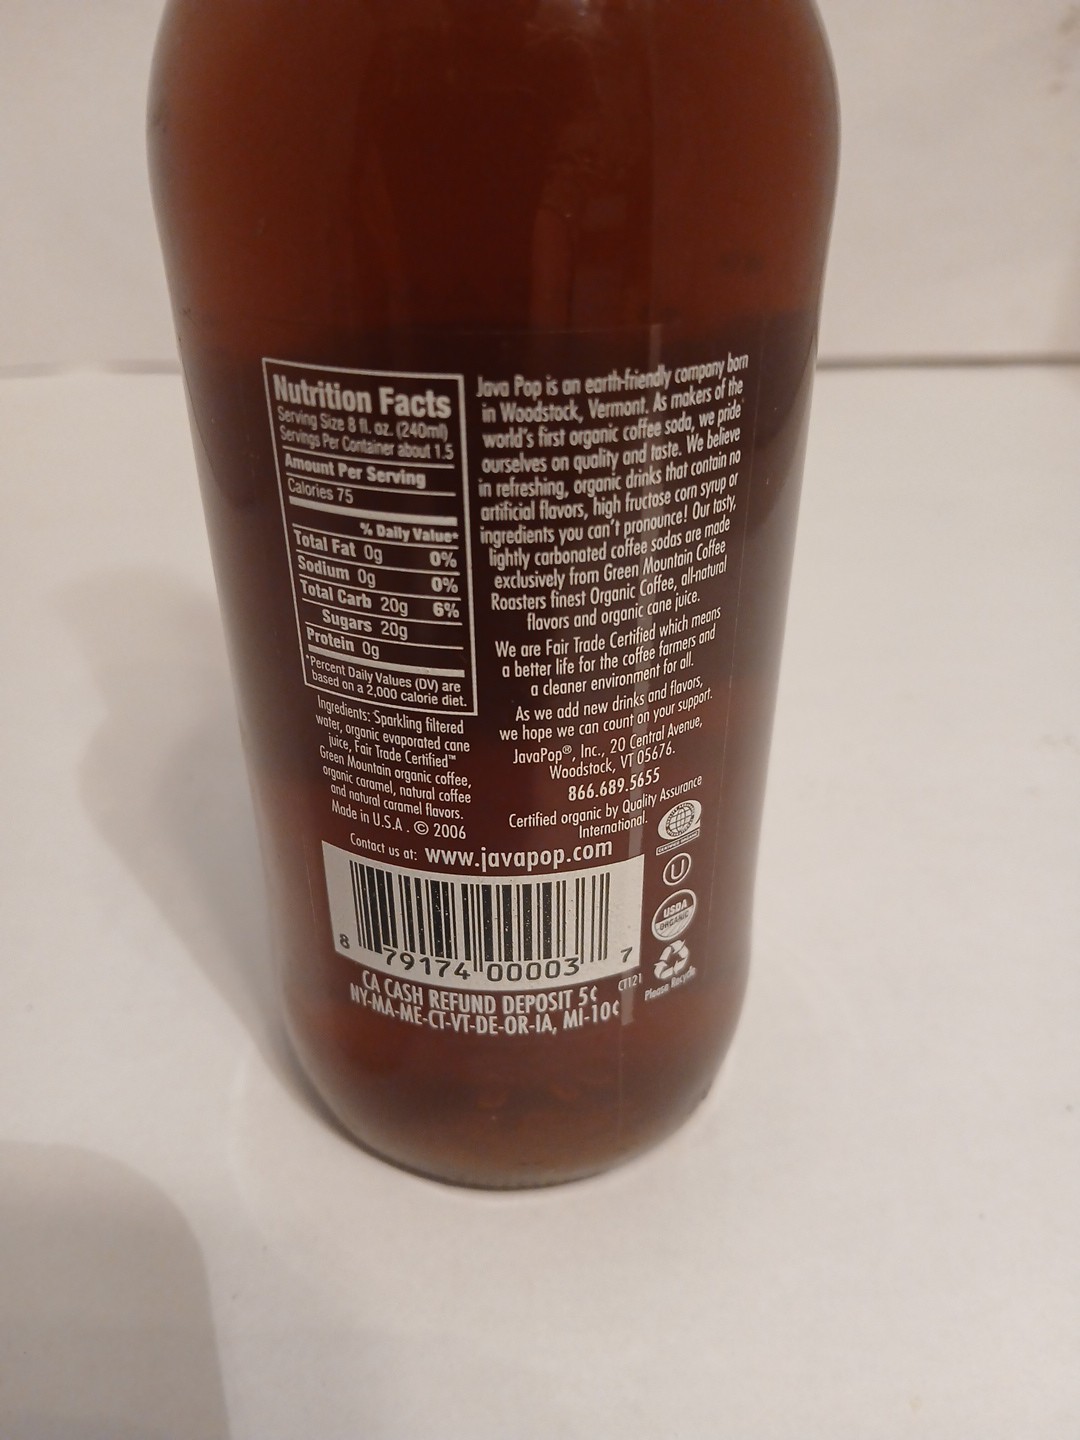 Nutrition Facts
Serving Size 8 fl. oz. (240ml)
Servings Per Container about 1.5
Amount Per Serving
Calories 75
% Daily Value*
Total Fat 0g 0%
Sodium 0g 0%
Total Carb 20g 6%
Sugars 20g
Protein 0g
*Percent Daily Values (DV) are
based on a 2,000 calorie diet.
Ingredients: Sparkling filtered
water, organic evaporated cane
juice, Fair Trade Certified™
Green Mountain organic coffee,
organic caramel, natural coffee
and natural caramel flavors.
Made in U.S.A. © 2006
Java Pop is an earth-friendly company born
in Woodstock, Vermont. As makers of the
world's first organic coffee soda, we pride
ourselves on quality and taste. We believe
in refreshing, organic drinks that contain no
artificial flavors, high fructose corn syrup or
ingredients you can't pronounce! Our tasty,
lightly carbonated coffee sodas are made
exclusively from Green Mountain Coffee
Roasters finest Organic Coffee, all-natural
flavors and organic cane juice.
We are Fair Trade Certified which means
a better life for the coffee farmers and
a cleaner environment for all.
As we add new drinks and flavors,
we hope we can count on your support.
JavaPop®, Inc., 20 Central Avenue,
Woodstock, VT 05676.
866.689.5655
Certified organic by Quality Assurance
International.
Contact us at: www.javapop.com
U
USDA
ORGANIC
Please Recycle
8 79174 00003 7
CT121
CA CASH REFUND DEPOSIT 5¢
NY-MA-ME-CT-VT-DE-OR-IA, MI-10¢